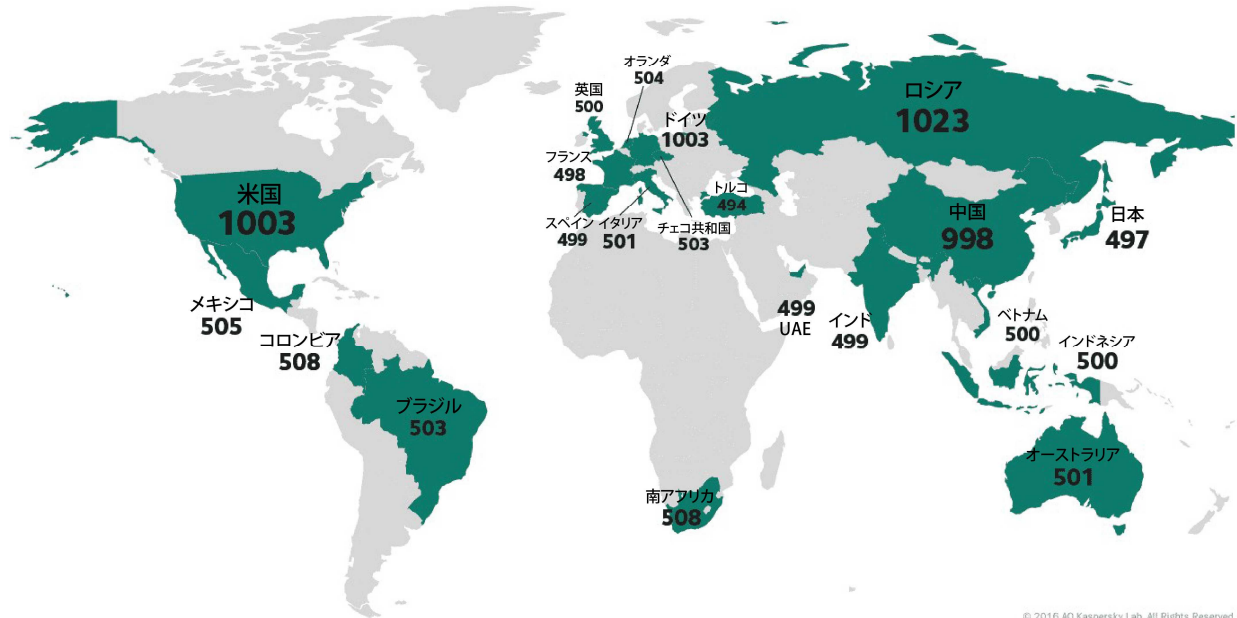 オランダ
504
英国
500
ロシア
1023
ドイツ
1003
フランス
498
米国
1003
トルコ
494
中国
998
日本
497
スペイン
499
イタリア
501
チェコ共和国
503
メキシコ
505
499
UAE
インド
499
ベトナム
500
コロンビア
508
インドネシア
500
ブラジル
503
オーストラリア
501
南アフリカ
508
© 2016 AO Kaspersky Lab. All Rights Reserved.